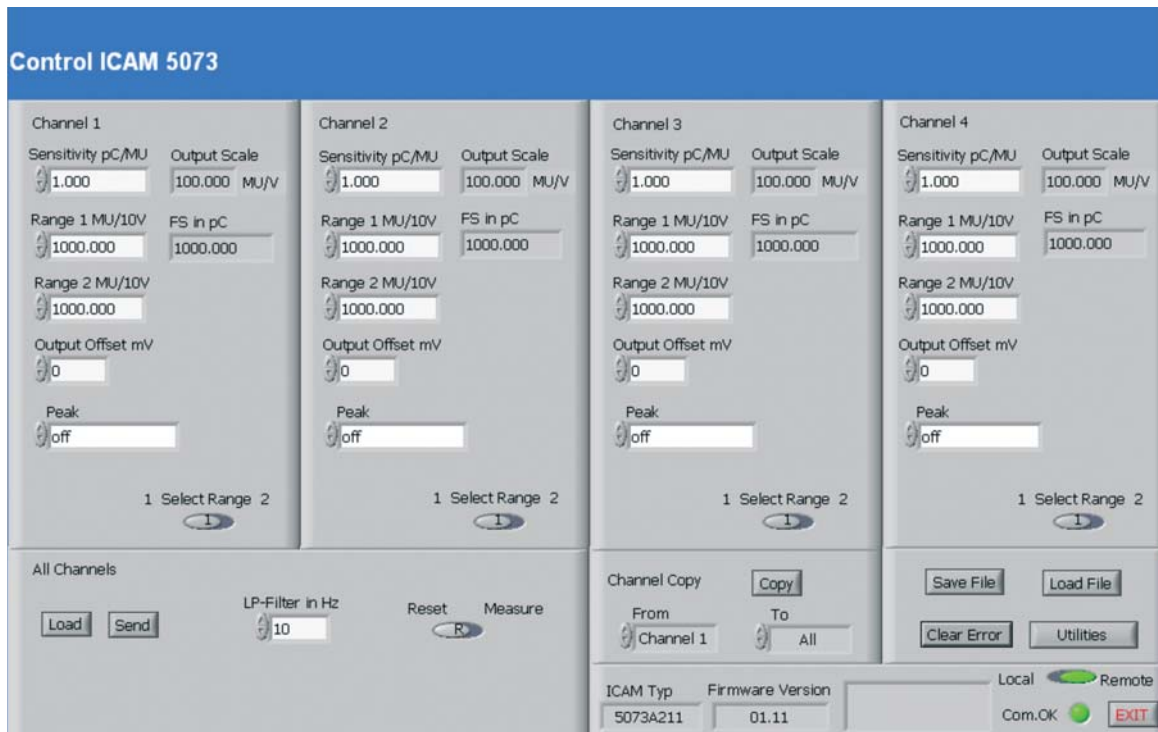 Control ICAM 5073
Channel 1
Sensitivity pC/MU Output Scale
1.000 100.000 MU/V
Range 1 MU/10V FS in pC
1000.000 1000.000
Range 2 MU/10V
1000.000
Output Offset mV
0
Peak
off
1 Select Range 2
1
Channel 2
Sensitivity pC/MU Output Scale
1.000 100.000 MU/V
Range 1 MU/10V FS in pC
1000.000 1000.000
Range 2 MU/10V
1000.000
Output Offset mV
0
Peak
off
1 Select Range 2
1
Channel 3
Sensitivity pC/MU Output Scale
1.000 100.000 MU/V
Range 1 MU/10V FS in pC
1000.000 1000.000
Range 2 MU/10V
1000.000
Output Offset mV
0
Peak
off
1 Select Range 2
1
Channel 4
Sensitivity pC/MU Output Scale
1.000 100.000 MU/V
Range 1 MU/10V FS in pC
1000.000 1000.000
Range 2 MU/10V
1000.000
Output Offset mV
0
Peak
off
1 Select Range 2
1
All Channels
Load Send
LP-Filter in Hz
10
Reset Measure
R
Channel Copy Copy
From To
Channel 1 All
Save File Load File
Clear Error Utilities
ICAM Typ Firmware Version
5073A211 01.11
Local Remote
Com.OK EXIT